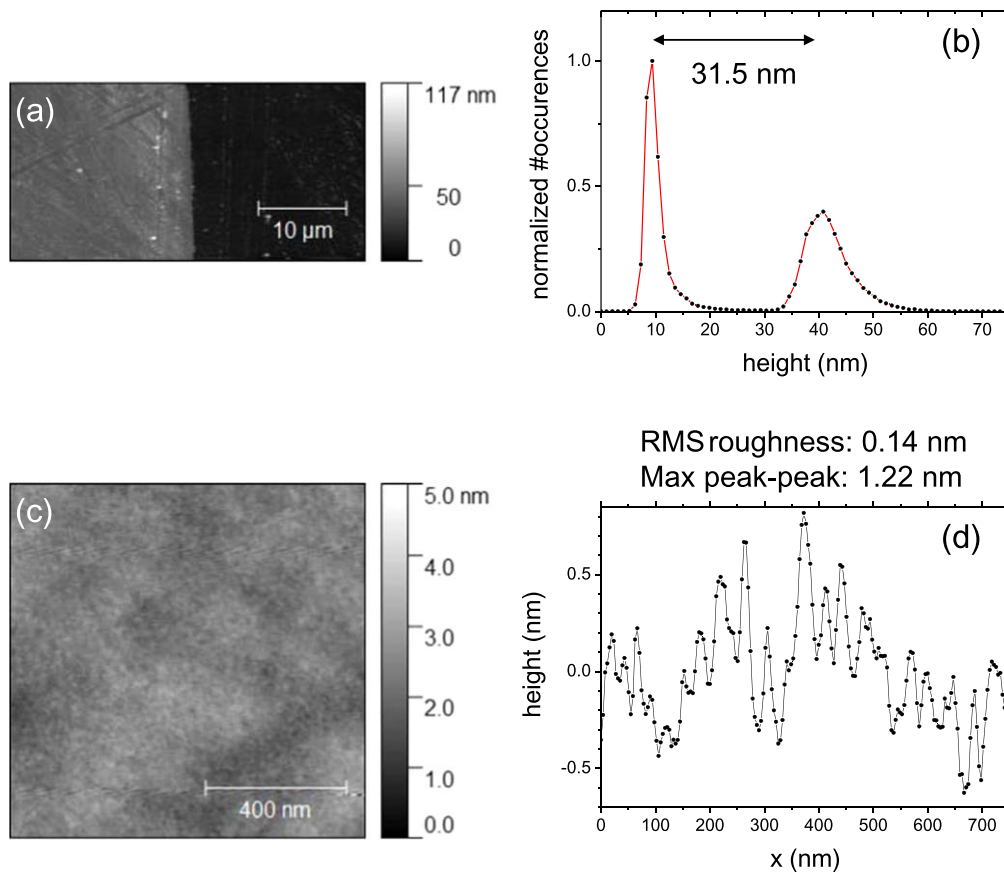 (a)
117 nm
50
0
10 µm
(b)
31.5 nm
normalized #occurences
1.0
0.5
0.0
0 10 20 30 40 50 60 70
height (nm)
(c)
5.0 nm
4.0
3.0
2.0
1.0
0.0
400 nm
RMS roughness: 0.14 nm
Max peak-peak: 1.22 nm
(d)
height (nm)
0.5
0.0
-0.5
0 100 200 300 400 500 600 700
x (nm)